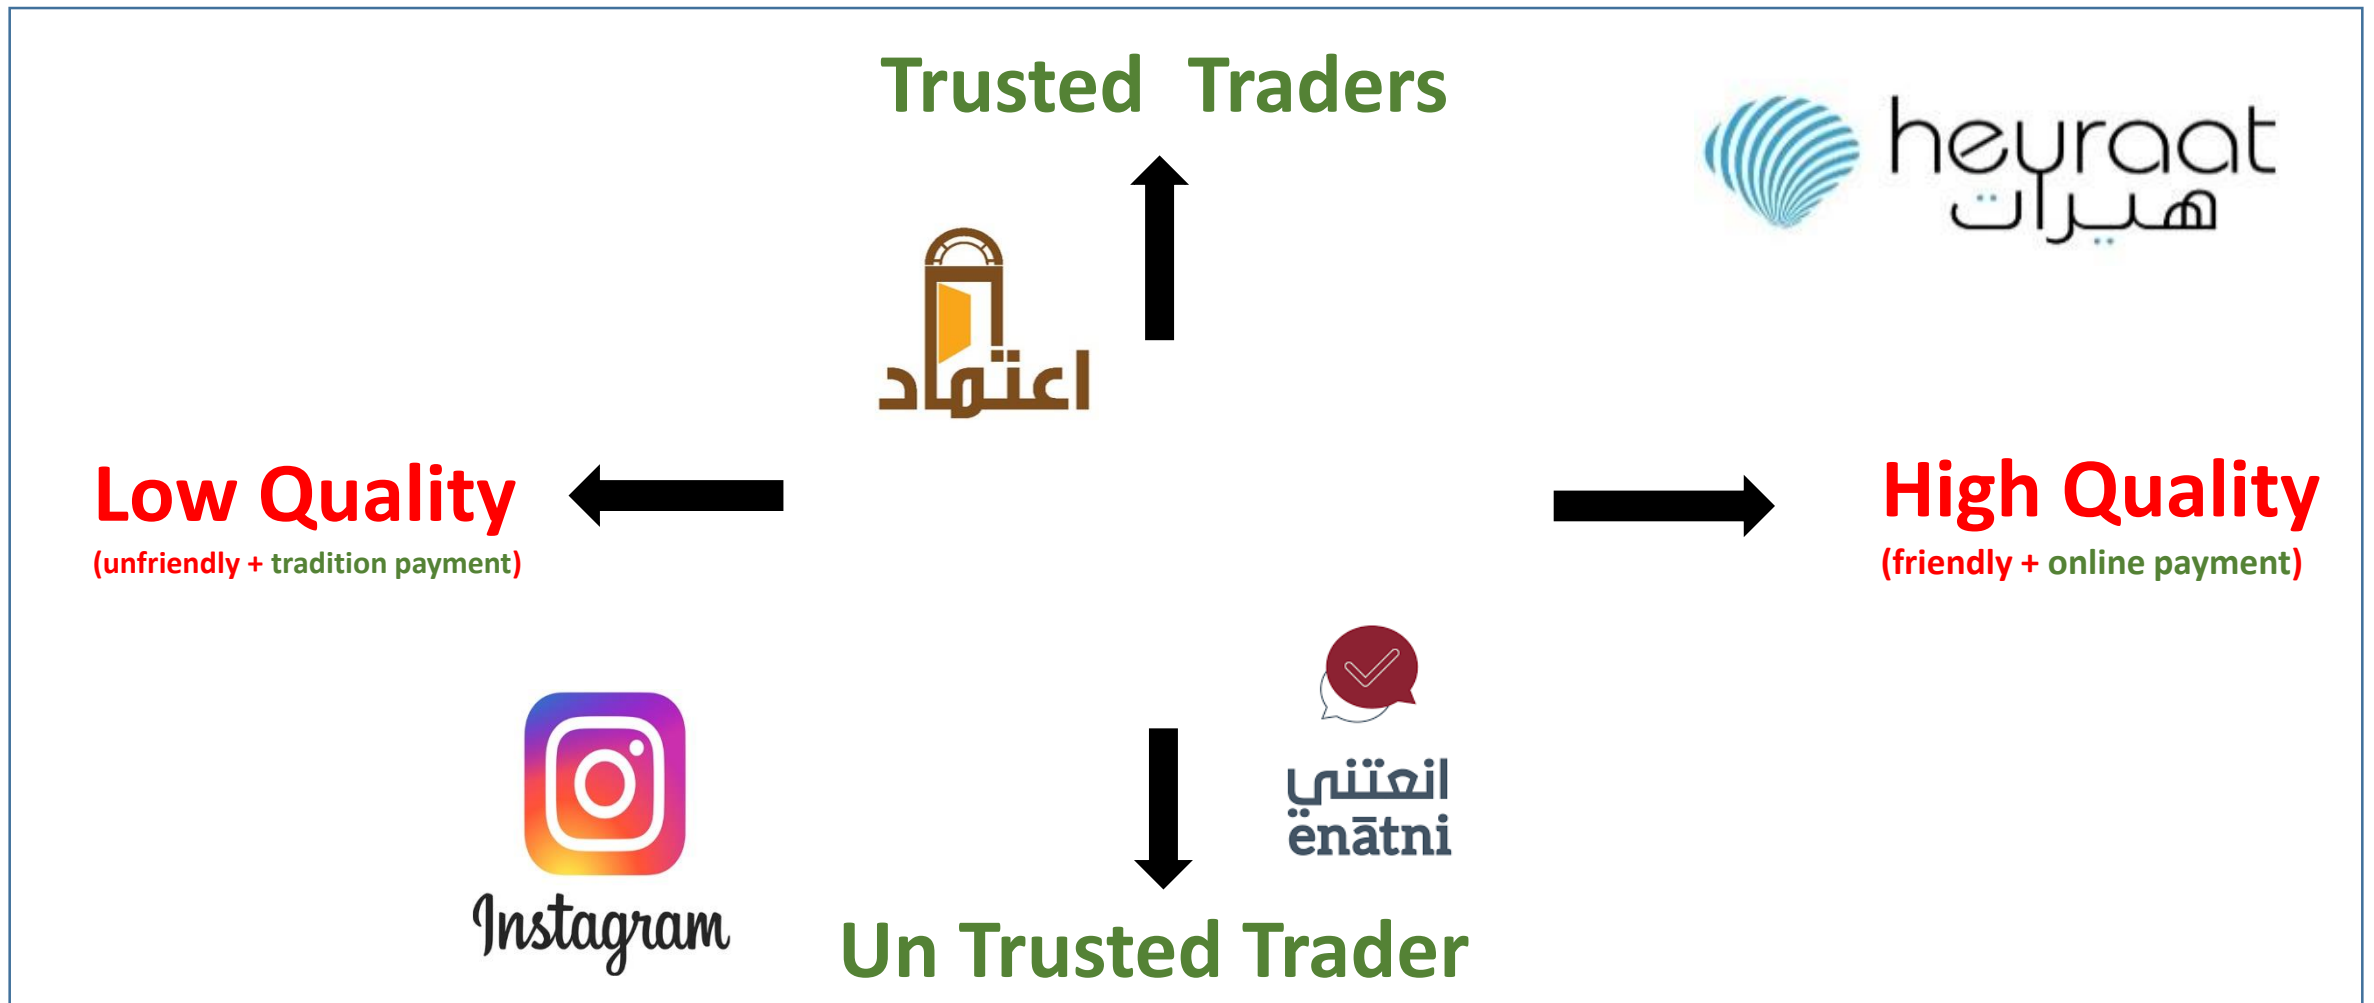 Trusted Traders
heyraat
هيرات
اعتماد
Low Quality
(unfriendly + tradition payment)
High Quality
(friendly + online payment)
انعتني
ënātni
Instagram
Un Trusted Trader